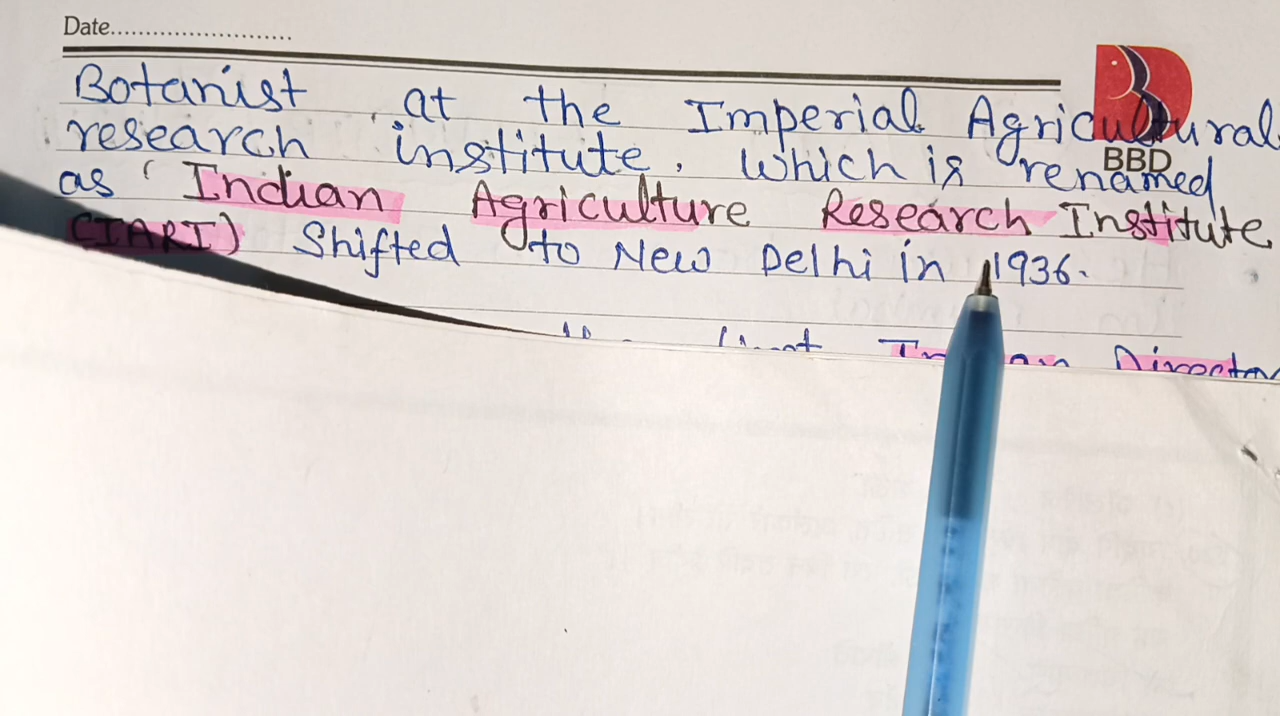 Date........................
BBD
Botanist at the Imperial Agricultural
research institute, which is renamed
as Indian Agriculture Research Institute
(IARI) Shifted to New Delhi in 1936.
Director